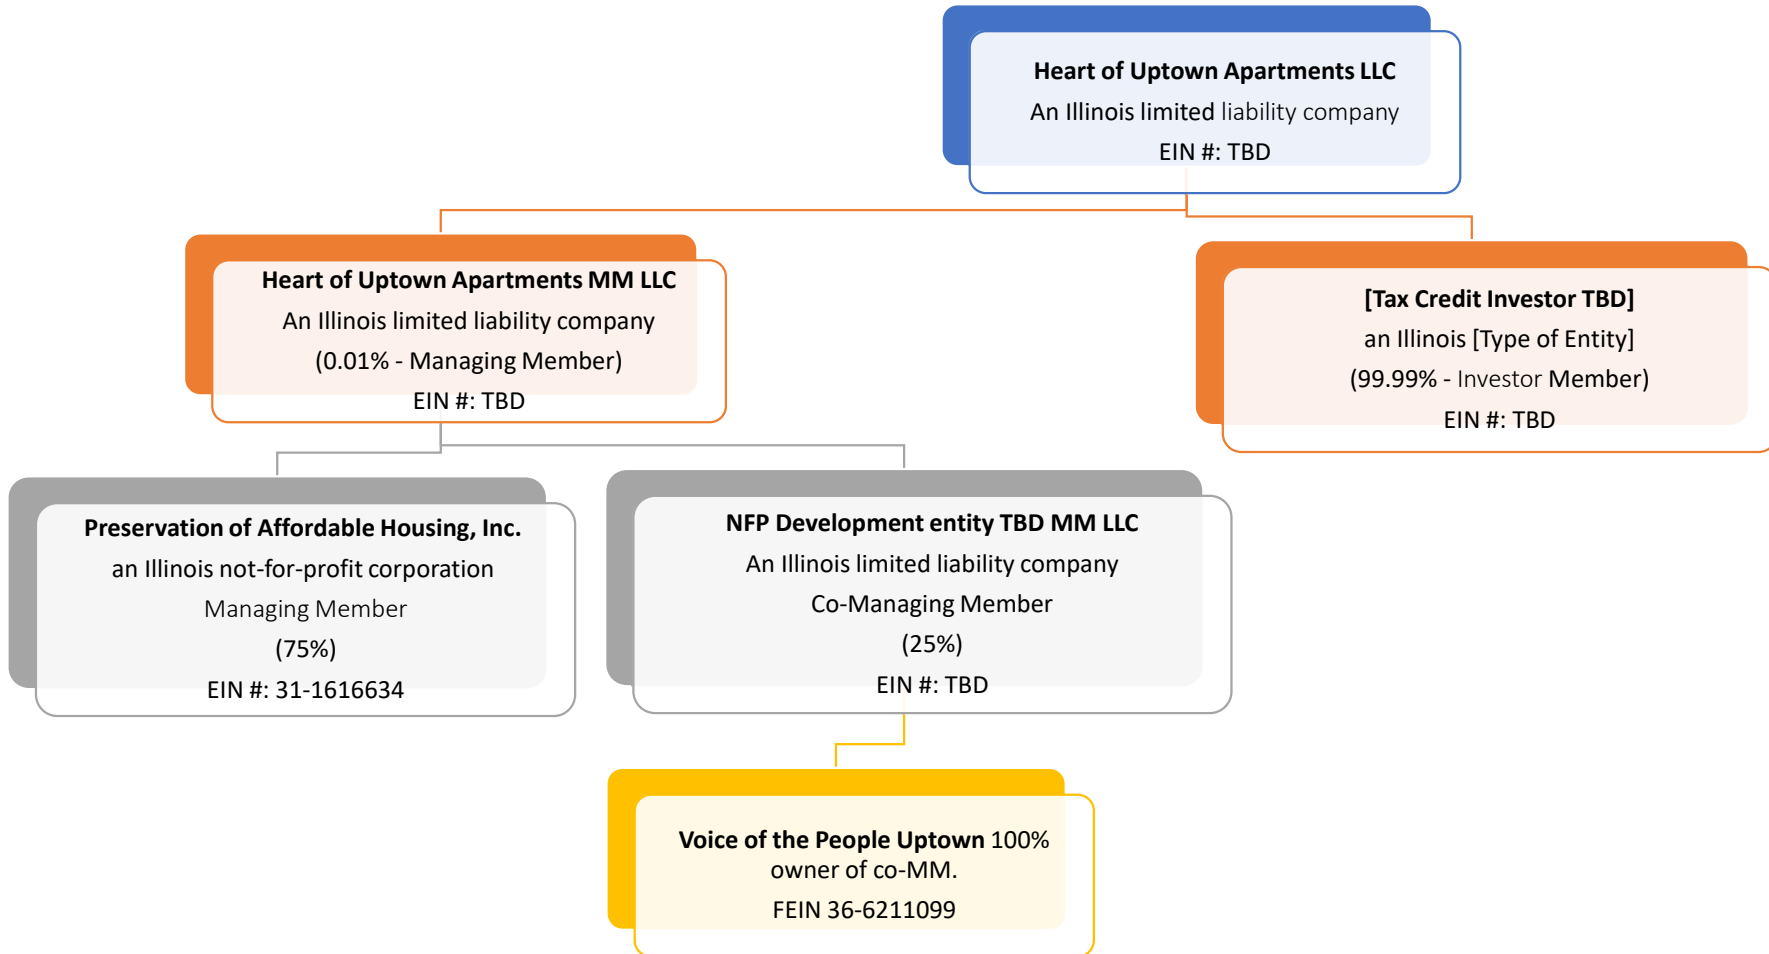 Heart of Uptown Apartments LLC
An Illinois limited liability company
EIN #: TBD
Heart of Uptown Apartments MM LLC
An Illinois limited liability company
(0.01% - Managing Member)
EIN #: TBD
[Tax Credit Investor TBD]
an Illinois [Type of Entity]
(99.99% - Investor Member)
EIN #: TBD
Preservation of Affordable Housing, Inc.
an Illinois not-for-profit corporation
Managing Member
(75%)
EIN #: 31-1616634
NFP Development entity TBD MM LLC
An Illinois limited liability company
Co-Managing Member
(25%)
EIN #: TBD
Voice of the People Uptown 100%
owner of co-MM.
FEIN 36-6211099